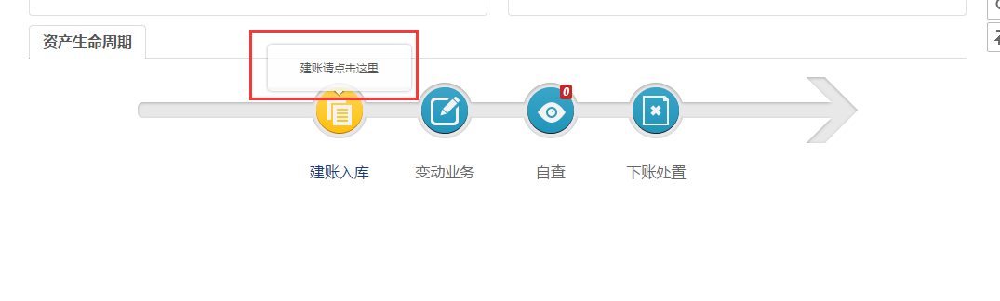 资产生命周期
建账请点击这里
0
建账入库
变动业务
自查
下账处置